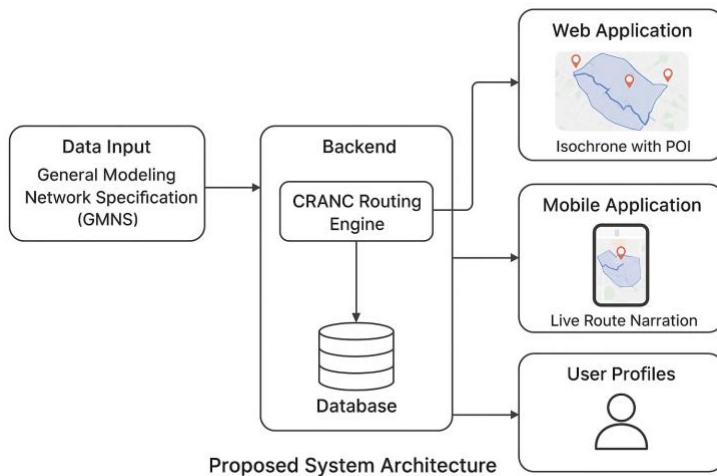 Data Input
General Modeling
Network Specification
(GMNS)
Backend
CRANC Routing
Engine
Database
Web Application
Isochrone with POI
Mobile Application
Live Route Narration
User Profiles
Proposed System Architecture